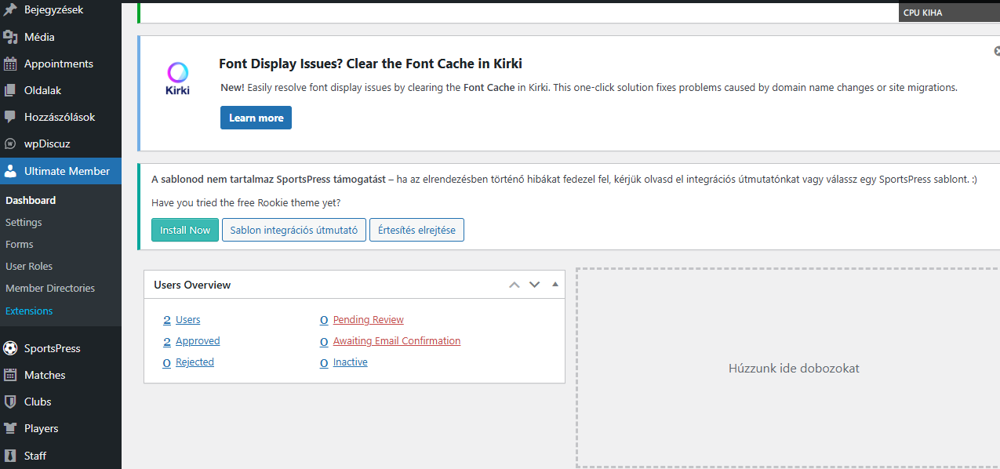 Bejegyzések
Média
Appointments
Oldalak
Hozzászólások
wpDiscuz
Ultimate Member
Dashboard
Settings
Forms
User Roles
Member Directories
Extensions
SportsPress
Matches
Clubs
Players
Staff
CPU KIHA
Kirki
Font Display Issues? Clear the Font Cache in Kirki
New! Easily resolve font display issues by clearing the Font Cache in Kirki. This one-click solution fixes problems caused by domain name changes or site migrations.
Learn more
A sablonod nem tartalmaz SportsPress támogatást – ha az elrendezésben történő hibákat fedezel fel, kérjük olvasd el integrációs útmutatónkat vagy válassz egy SportsPress sablont. :)
Have you tried the free Rookie theme yet?
Install Now Sablon integrációs útmutató Értesítés elrejtése
Users Overview
2 Users 0 Pending Review
2 Approved 0 Awaiting Email Confirmation
0 Rejected 0 Inactive
Húzzunk ide dobozokat